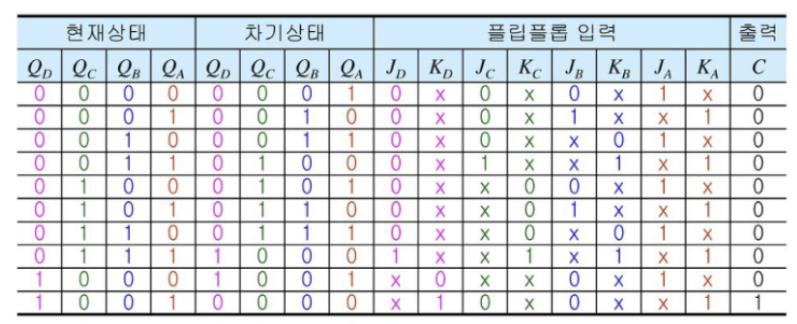 현재상태 차기상태 플립플롭 입력 출력
Q_D Q_C Q_B Q_A Q_D Q_C Q_B Q_A J_D K_D J_C K_C J_B K_B J_A K_A C
0 0 0 0 0 0 0 1 0 x 0 x 0 x 1 x 0
0 0 0 1 0 0 1 0 0 x 0 x 1 x x 1 0
0 0 1 0 0 0 1 1 0 x 0 x x 0 1 x 0
0 0 1 1 0 1 0 0 0 x 1 x x 1 x 1 0
0 1 0 0 0 1 0 1 0 x x 0 0 x 1 x 0
0 1 0 1 0 1 1 0 0 x x 0 1 x x 1 0
0 1 1 0 0 1 1 1 0 x x 0 x 0 1 x 0
0 1 1 1 1 0 0 0 1 x x 1 x 1 x 1 0
1 0 0 0 1 0 0 1 x 0 x x 0 x 1 x 0
1 0 0 1 0 0 0 0 x 1 0 x 0 x x 1 1